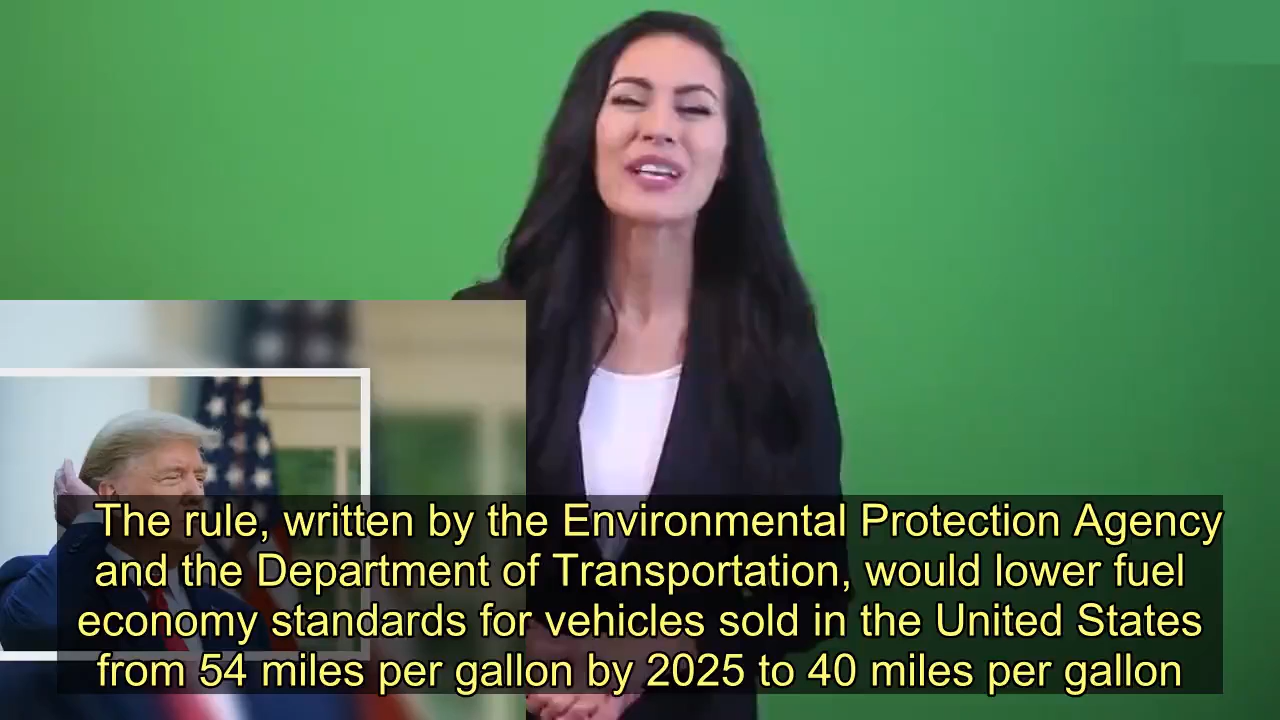 The rule, written by the Environmental Protection Agency
and the Department of Transportation, would lower fuel
economy standards for vehicles sold in the United States
from 54 miles per gallon by 2025 to 40 miles per gallon